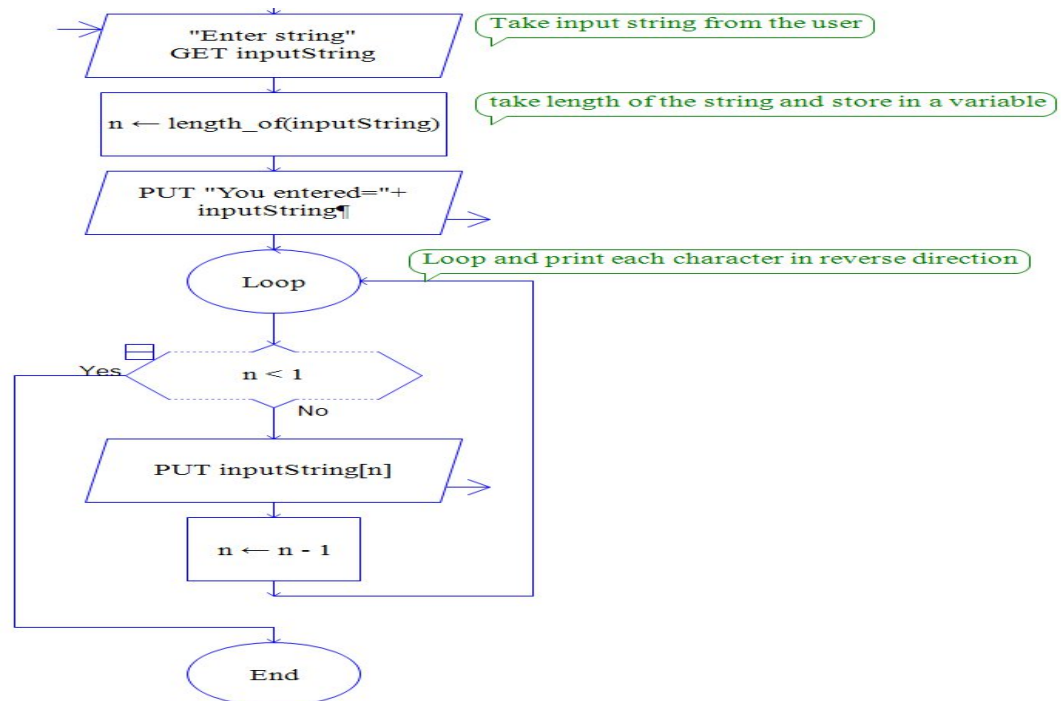 "Enter string"
GET inputString
Take input string from the user
n ← length_of(inputString)
take length of the string and store in a variable
PUT "You entered="+
inputString¶
Loop
Loop and print each character in reverse direction
Yes
n < 1
No
PUT inputString[n]
n ← n - 1
End